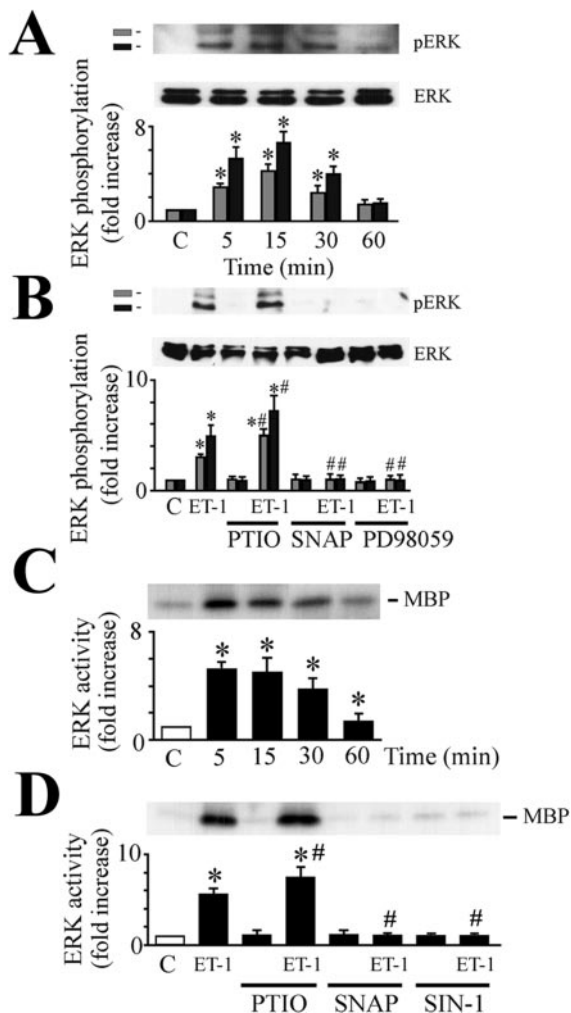 A
pERK
ERK
ERK phosphorylation
(fold increase)
8
4
0
* * * * * *
C 5 15 30 60
Time (min)
B
pERK
ERK
ERK phosphorylation
(fold increase)
10
0
* * *# *# ## ##
C ET-1 ET-1 ET-1 ET-1
PTIO SNAP PD98059
C
MBP
ERK activity
(fold increase)
8
4
0
* * * *
C 5 15 30 60 Time (min)
D
MBP
ERK activity
(fold increase)
10
0
* *# # #
C ET-1 ET-1 ET-1 ET-1
PTIO SNAP SIN-1